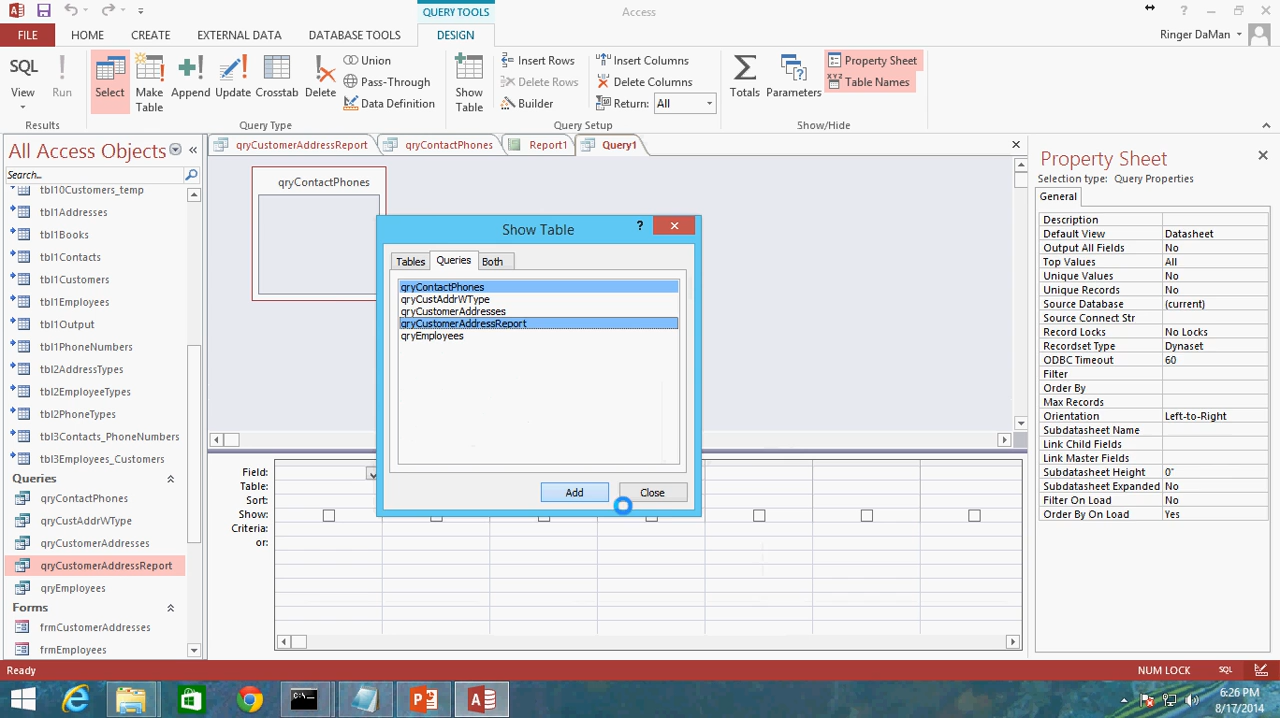 QUERY TOOLS
Access
?
FILE
HOME
CREATE
EXTERNAL DATA
DATABASE TOOLS
DESIGN
Ringer DaMan
SQL
View
Run
Results
Select
Make Table
Append
Update
Crosstab
Delete
Union
Pass-Through
Data Definition
Query Type
Show Table
Insert Rows
Delete Rows
Builder
Insert Columns
Delete Columns
Return: All
Query Setup
Totals
Parameters
Property Sheet
XYZ Table Names
Show/Hide
All Access Objects
Search...
tbl10Customers_temp
tbl1Addresses
tbl1Books
tbl1Contacts
tbl1Customers
tbl1Employees
tbl1Output
tbl1PhoneNumbers
tbl2AddressTypes
tbl2EmployeeTypes
tbl2PhoneTypes
tbl3Contacts_PhoneNumbers
tbl3Employees_Customers
Queries
qryContactPhones
qryCustAddrWType
qryCustomerAddresses
qryCustomerAddressReport
qryEmployees
Forms
frmCustomerAddresses
frmEmployees
qryCustomerAddressReport
qryContactPhones
Report1
Query1
qryContactPhones
Show Table
?
Tables
Queries
Both
qryContactPhones
qryCustAddrWType
qryCustomerAddresses
qryCustomerAddressReport
qryEmployees
Add
Close
Field:
Table:
Sort:
Show:
Criteria:
or:
Property Sheet
Selection type: Query Properties
General
Description
Default View Datasheet
Output All Fields No
Top Values All
Unique Values No
Unique Records No
Source Database (current)
Source Connect Str
Record Locks No Locks
Recordset Type Dynaset
ODBC Timeout 60
Filter
Order By
Max Records
Orientation Left-to-Right
Subdatasheet Name
Link Child Fields
Link Master Fields
Subdatasheet Height 0"
Subdatasheet Expanded No
Filter On Load No
Order By On Load Yes
Ready
NUM LOCK
SQL
6:26 PM
8/17/2014